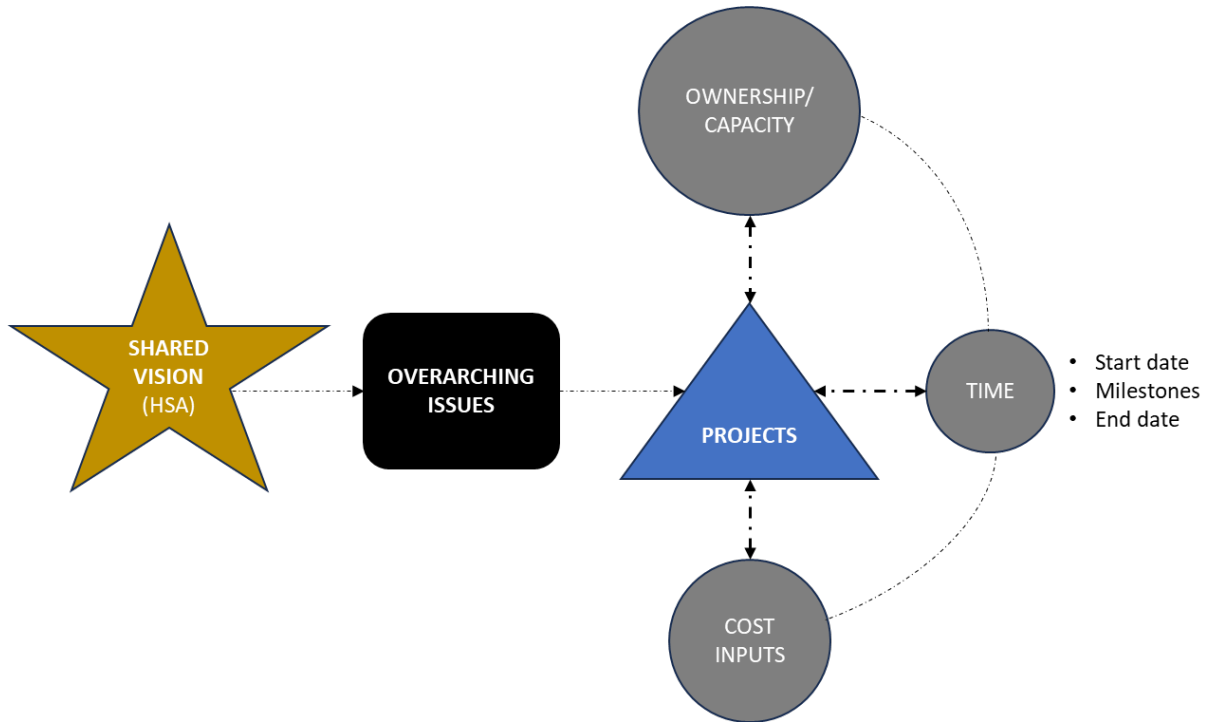 OWNERSHIP/
CAPACITY
SHARED
VISION
(HSA)
OVERARCHING
ISSUES
PROJECTS
TIME
• Start date
• Milestones
• End date
COST
INPUTS